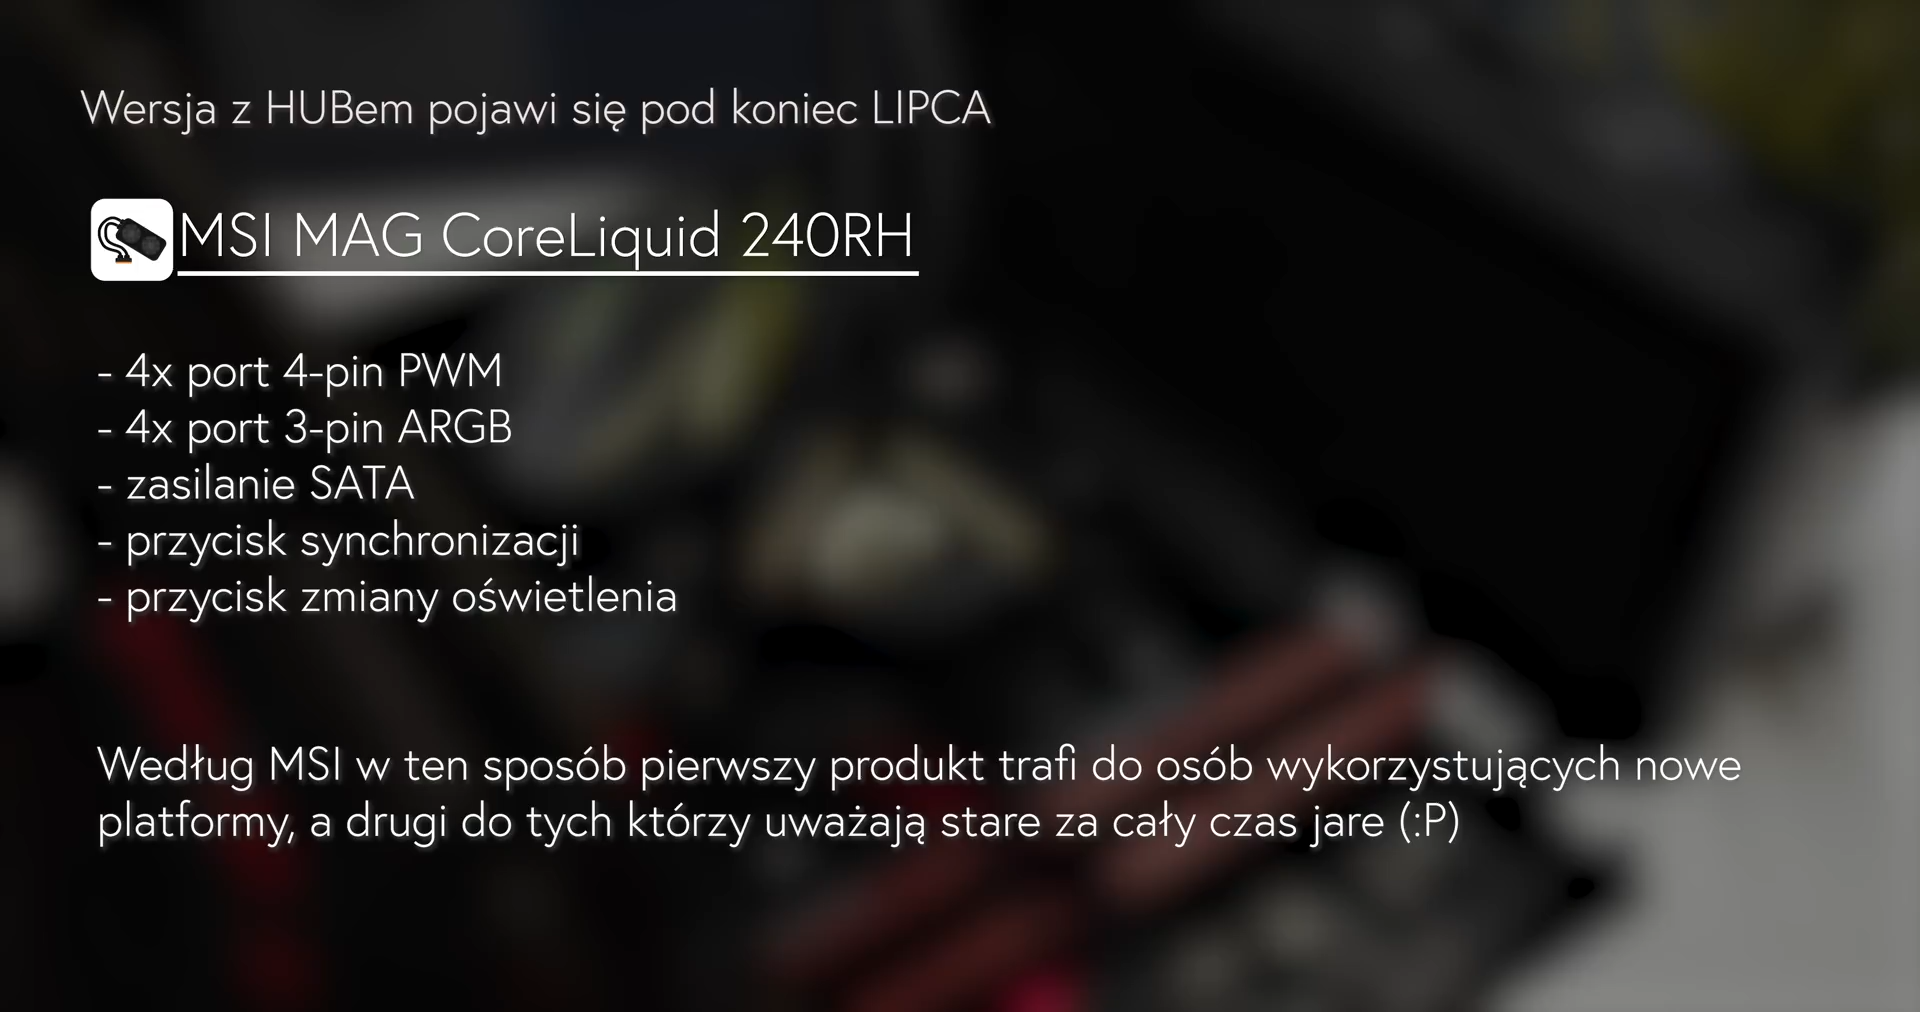 Wersja z HUBem pojawi się pod koniec LIPCA
MSI MAG CoreLiquid 240RH
- 4x port 4-pin PWM
- 4x port 3-pin ARGB
- zasilanie SATA
- przycisk synchronizacji
- przycisk zmiany oświetlenia
Według MSI w ten sposób pierwszy produkt trafi do osób wykorzystujących nowe
platformy, a drugi do tych którzy uważają stare za cały czas jare (:P)